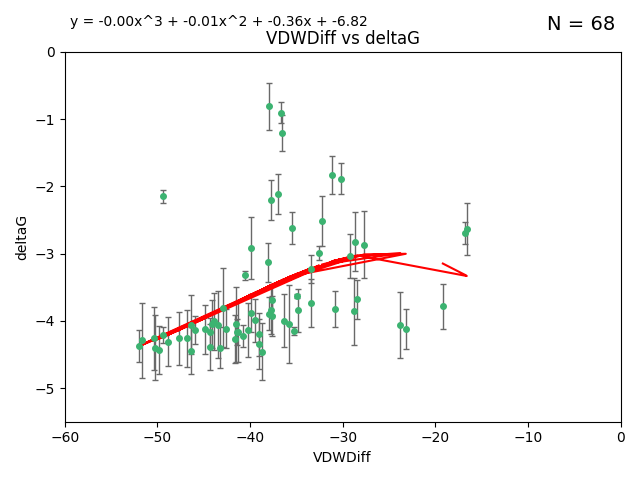 y = -0.00x^3 + -0.01x^2 + -0.36x + -6.82
N = 68
VDWDiff vs deltaG
0
−1
−2
−3
−4
−5
deltaG
−60 −50 −40 −30 −20 −10 0
VDWDiff